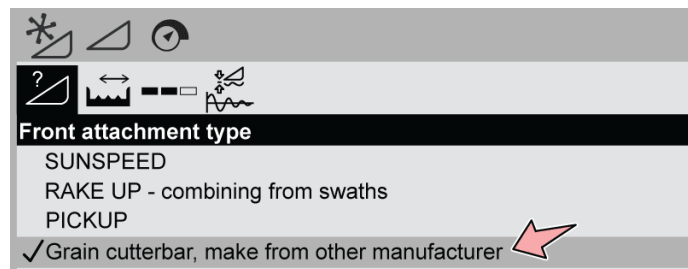 ?
Front attachment type
SUNSPEED
RAKE UP - combining from swaths
PICKUP
✓Grain cutterbar, make from other manufacturer